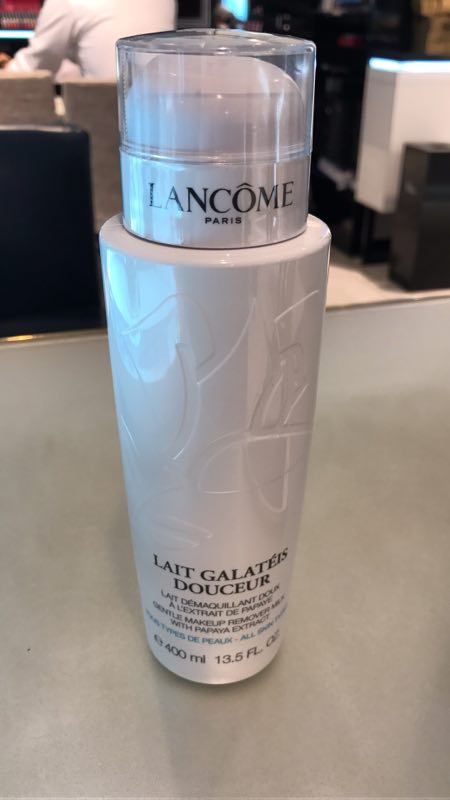 LANCÔME
PARIS
LAIT GALATÉIS
DOUCEUR
LAIT DÉMAQUILLANT DOUX
À L'EXTRAIT DE PAPAYE
GENTLE MAKEUP REMOVER MILK
WITH PAPAYA EXTRACT
TOUS TYPES DE PEAUX - ALL SKIN TYPES
e 400 ml 13.5 FL. OZ